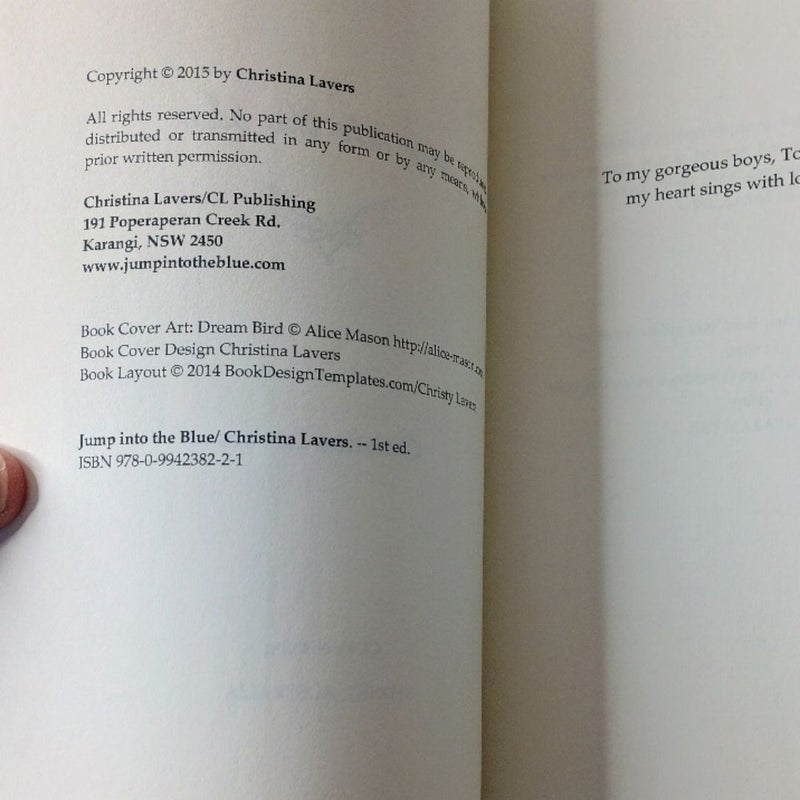 Copyright © 2015 by Christina Lavers
All rights reserved. No part of this publication may be
distributed or transmitted in any form or by any means,
prior written permission.
Christina Lavers/CL Publishing
191 Poperaperan Creek Rd.
Karangi, NSW 2450
www.jumpintotheblue.com
Book Cover Art: Dream Bird © Alice Mason
Book Cover Design Christina Lavers
Book Layout © 2014 BookDesignTemplates.com/Christy Lavers
Jump into the Blue/ Christina Lavers. -- 1st ed.
ISBN 978-0-9942382-2-1
To my gorgeous boys,
my heart sings with